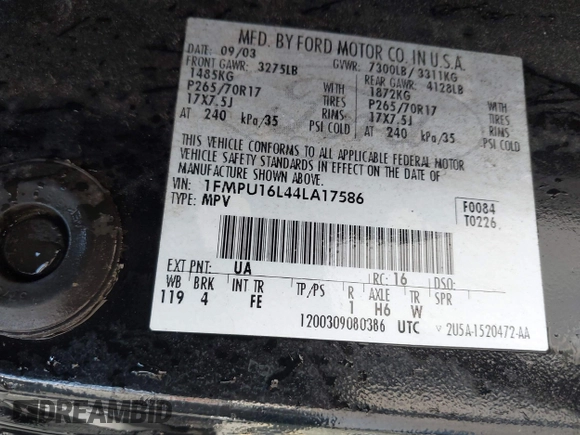 MFD. BY FORD MOTOR CO. IN U.S.A.
DATE: 09/03 GVWR: 7300LB/ 3311KG
FRONT GAWR: 3275LB REAR GAWR: 4128LB
1485KG WITH 1872KG WITH
P265/70R17 TIRES P265/70R17 TIRES
17X7.5J RIMS 17X7.5J RIMS
AT 240 kPa/35 PSI COLD AT 240 kPa/35 PSI COLD
THIS VEHICLE CONFORMS TO ALL APPLICABLE FEDERAL MOTOR
VEHICLE SAFETY STANDARDS IN EFFECT ON THE DATE OF
MANUFACTURE SHOWN ABOVE.
VIN: 1FMPU16L44LA17586
TYPE: MPV
F0084
T0226
EXT PNT: UA RC: 16 DSO:
WB BRK INT TR TP/PS R AXLE TR SPR
119 4 FE 1 H6 W
1200309080386 UTC
2U5A-1520472-AA
DREAMBID